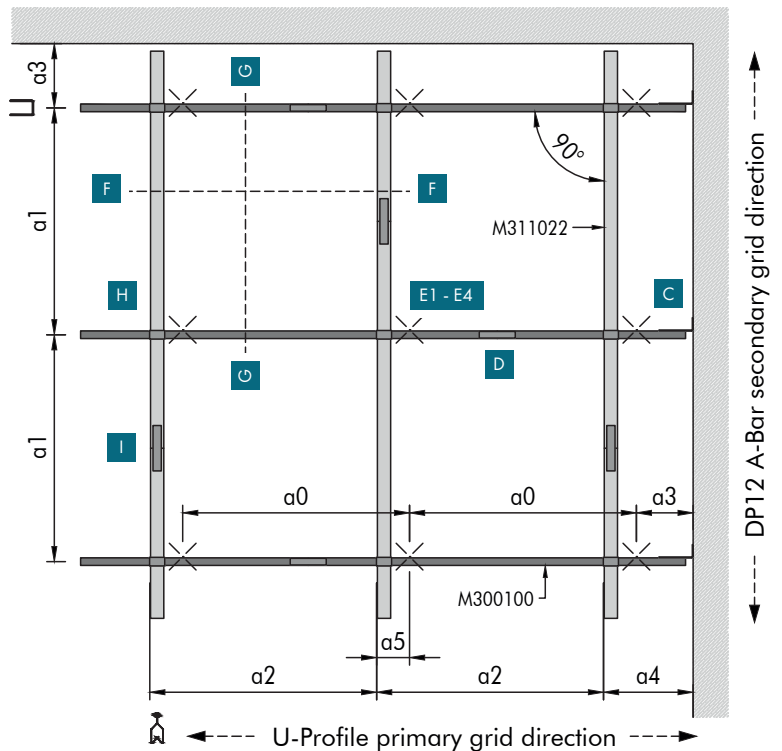 a3
G
F
F
90°
a1
M311022
H
E1 - E4
C
G
D
a1
I
a0
a0
a3
M300100
a5
a2
a2
a4
U-Profile primary grid direction
DP12 A-Bar secondary grid direction